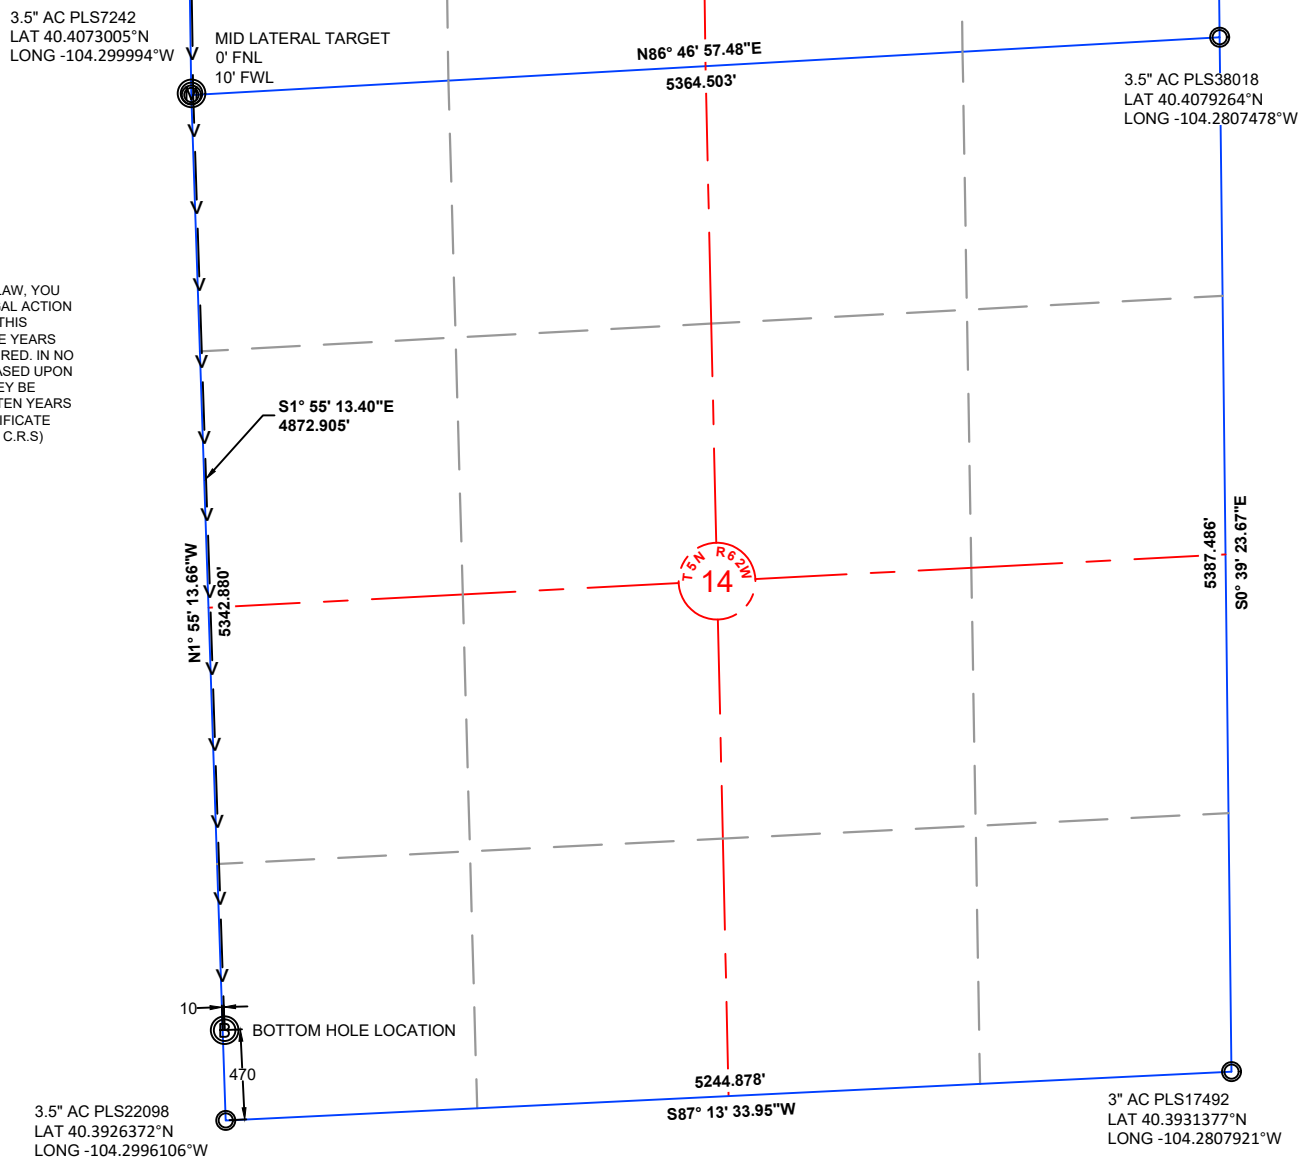 3.5" AC PLS7242
LAT 40.4073005°N
LONG -104.299994°W
MID LATERAL TARGET
0' FNL
10' FWL
N86° 46' 57.48"E
5364.503'
3.5" AC PLS38018
LAT 40.4079264°N
LONG -104.2807478°W
LAW, YOU
GAL ACTION
THIS
E YEARS
RED. IN NO
ASED UPON
EY BE
TEN YEARS
IFICATE
C.R.S)
S1° 55' 13.40"E
4872.905'
N1° 55' 13.66"W
5342.880'
T5N R62W
14
5387.486'
S0° 39' 23.67"E
V
V
V
V
V
V
V
V
V
V
V
V
V
10
B BOTTOM HOLE LOCATION
470
5244.878'
S87° 13' 33.95"W
3.5" AC PLS22098
LAT 40.3926372°N
LONG -104.2996106°W
3" AC PLS17492
LAT 40.3931377°N
LONG -104.2807921°W